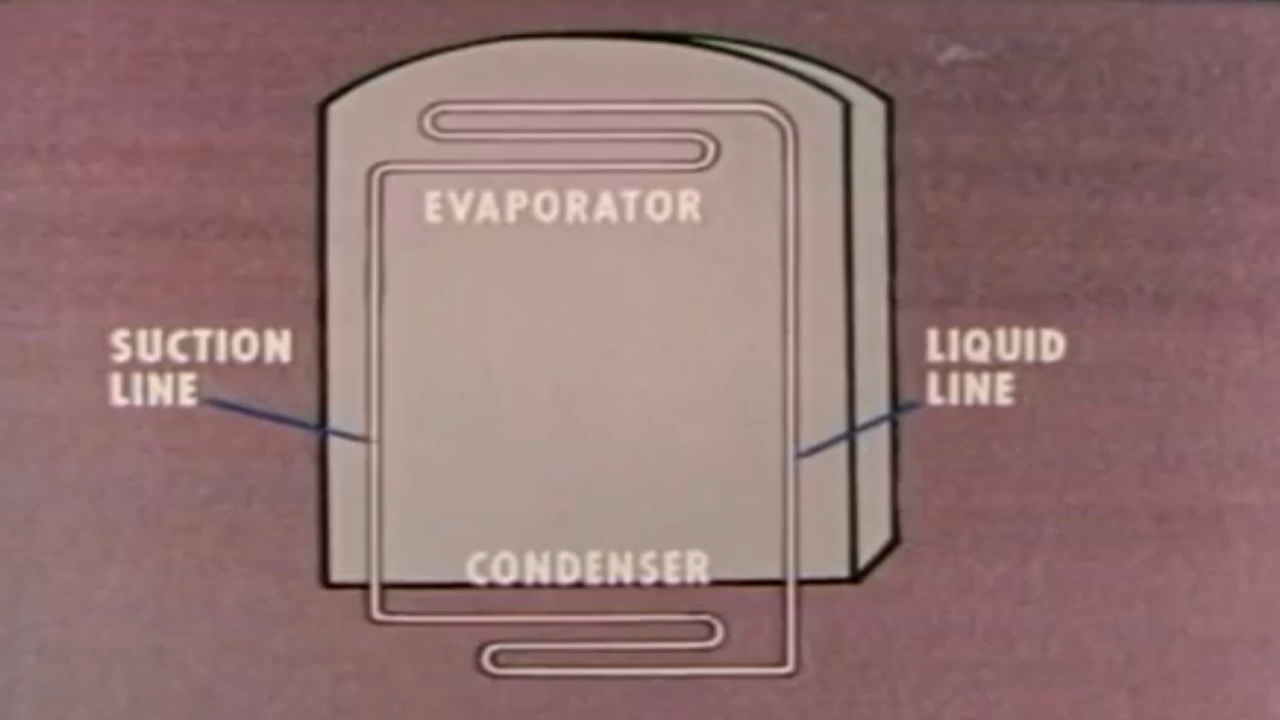 EVAPORATOR
SUCTION
LINE
LIQUID
LINE
CONDENSER